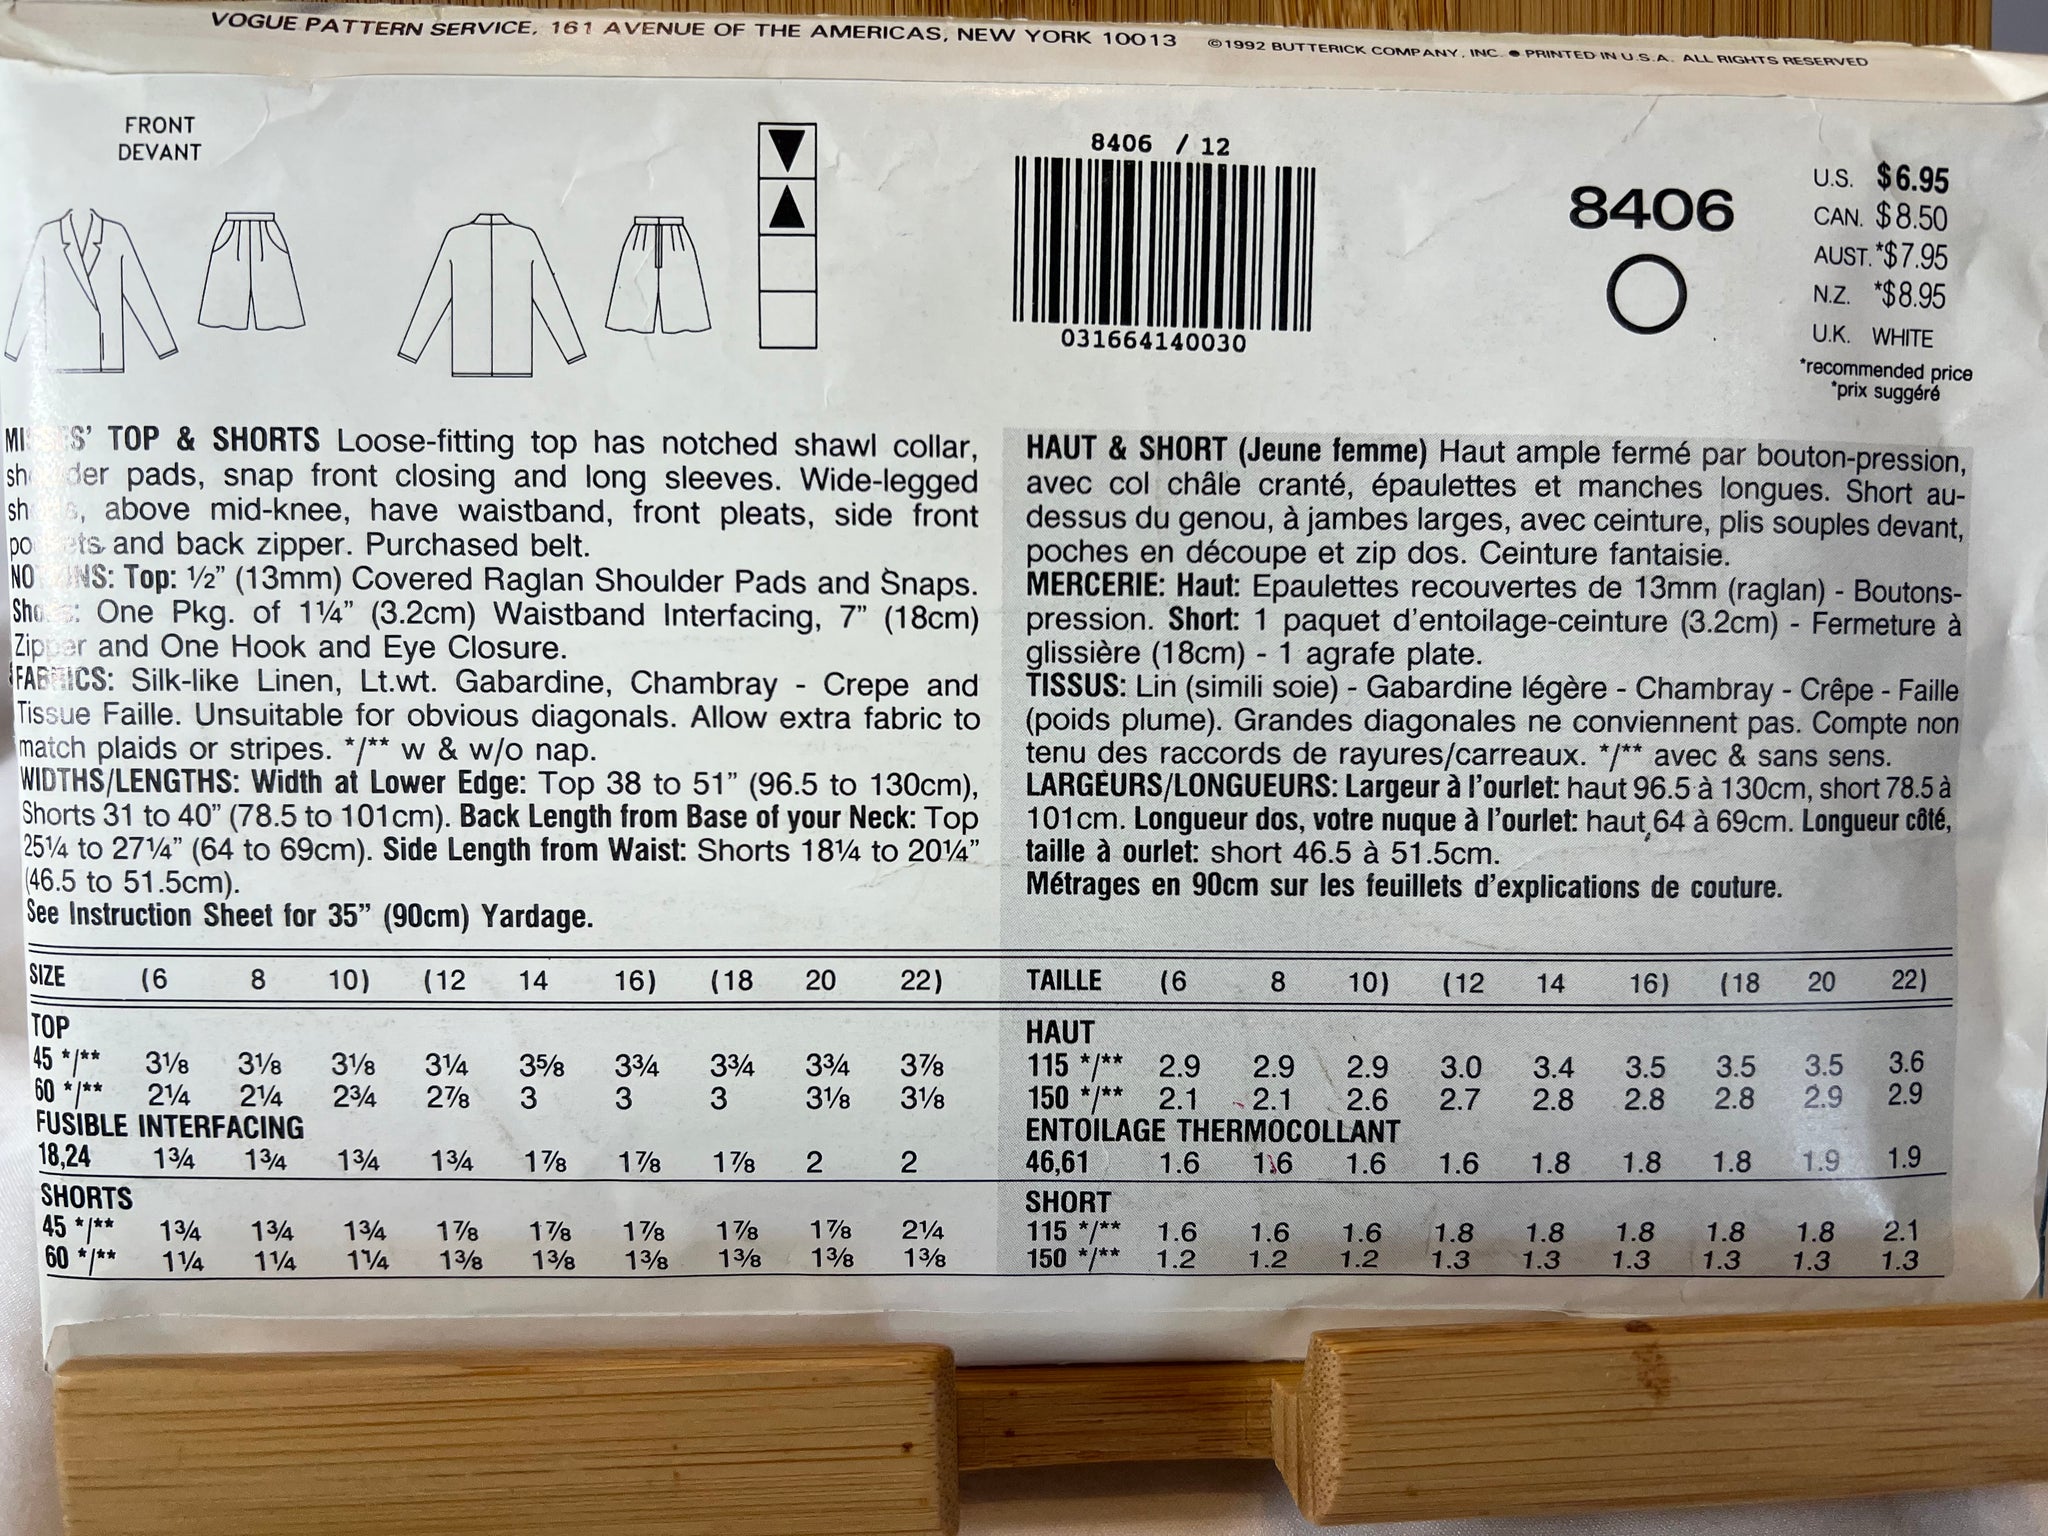 VOGUE PATTERN SERVICE, 161 AVENUE OF THE AMERICAS, NEW YORK 10013 ©1992 BUTTERICK COMPANY, INC. ● PRINTED IN U.S.A. ALL RIGHTS RESERVED
FRONT
DEVANT
8406 / 12
031664140030
8406
U.S. $6.95
CAN. $8.50
AUST. *$7.95
N.Z. *$8.95
U.K. WHITE
*recommended price
*prix suggéré
TOP & SHORTS Loose-fitting top has notched shawl collar,
pads, snap front closing and long sleeves. Wide-legged
above mid-knee, have waistband, front pleats, side front
and back zipper. Purchased belt.
Top: ½” (13mm) Covered Raglan Shoulder Pads and Snaps.
One Pkg. of 1¼” (3.2cm) Waistband Interfacing, 7” (18cm)
Zipper and One Hook and Eye Closure.
FABRICS: Silk-like Linen, Lt.wt. Gabardine, Chambray - Crepe and
Tissue Faille. Unsuitable for obvious diagonals. Allow extra fabric to
match plaids or stripes. */** w & w/o nap.
WIDTHS/LENGTHS: Width at Lower Edge: Top 38 to 51” (96.5 to 130cm),
Shorts 31 to 40” (78.5 to 101cm). Back Length from Base of your Neck: Top
25¼ to 27¼” (64 to 69cm). Side Length from Waist: Shorts 18¼ to 20¼”
(46.5 to 51.5cm).
See Instruction Sheet for 35” (90cm) Yardage.
HAUT & SHORT (Jeune femme) Haut ample fermé par bouton-pression,
avec col châle cranté, épaulettes et manches longues. Short au-
dessus du genou, à jambes larges, avec ceinture, plis souples devant,
poches en découpe et zip dos. Ceinture fantaisie.
MERCERIE: Haut: Epaulettes recouvertes de 13mm (raglan) - Boutons-
pression. Short: 1 paquet d’entoilage-ceinture (3.2cm) - Fermeture à
glissière (18cm) - 1 agrafe plate.
TISSUS: Lin (simili soie) - Gabardine légère - Chambray - Crêpe - Faille
(poids plume). Grandes diagonales ne conviennent pas. Compte non
tenu des raccords de rayures/carreaux. */** avec & sans sens.
LARGEURS/LONGUEURS: Largeur à l’ourlet: haut 96.5 à 130cm, short 78.5 à
101cm. Longueur dos, votre nuque à l’ourlet: haut 64 à 69cm. Longueur côté,
taille à ourlet: short 46.5 à 51.5cm.
Métrages en 90cm sur les feuillets d’explications de couture.
SIZE (6 8 10) (12 14 16) (18 20 22)
TOP
45 */** 3⅛ 3⅛ 3⅛ 3¼ 3⅝ 3¾ 3¾ 3¾ 3⅞
60 */** 2¼ 2¼ 2¾ 2⅞ 3 3 3 3⅛ 3⅛
FUSIBLE INTERFACING
18,24 1¾ 1¾ 1¾ 1¾ 1⅞ 1⅞ 1⅞ 2 2
SHORTS
45 */** 1¾ 1¾ 1¾ 1⅞ 1⅞ 1⅞ 1⅞ 1⅞ 2¼
60 */** 1¼ 1¼ 1¼ 1⅜ 1⅜ 1⅜ 1⅜ 1⅜ 1⅜
TAILLE (6 8 10) (12 14 16) (18 20 22)
HAUT
115 */** 2.9 2.9 2.9 3.0 3.4 3.5 3.5 3.5 3.6
150 */** 2.1 2.1 2.6 2.7 2.8 2.8 2.8 2.9 2.9
ENTOILAGE THERMOCOLLANT
46,61 1.6 1.6 1.6 1.6 1.8 1.8 1.8 1.9 1.9
SHORT
115 */** 1.6 1.6 1.6 1.8 1.8 1.8 1.8 1.8 2.1
150 */** 1.2 1.2 1.2 1.3 1.3 1.3 1.3 1.3 1.3